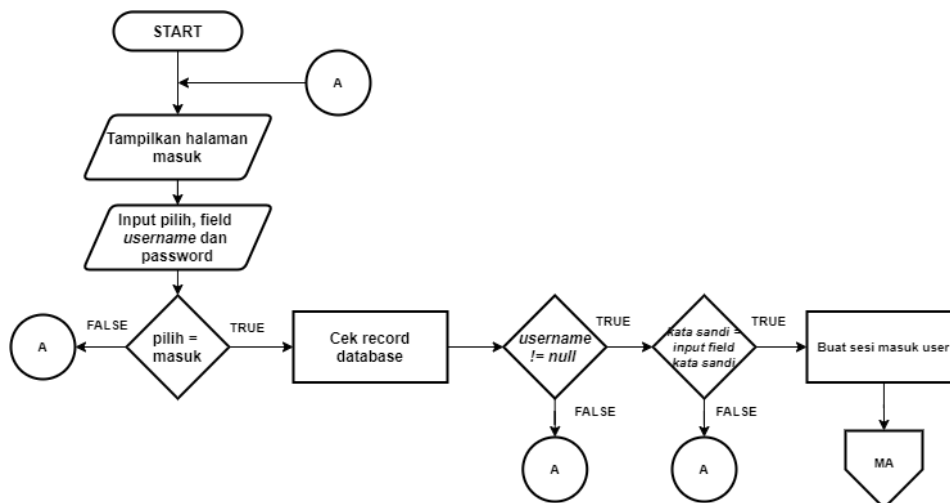 START
A
Tampilkan halaman
masuk
Input pilih, field
username dan
password
A
FALSE
pilih =
masuk
TRUE
Cek record
database
username
!= null
TRUE
FALSE
A
kata sandi =
input field
kata sandi
TRUE
FALSE
A
Buat sesi masuk user
MA